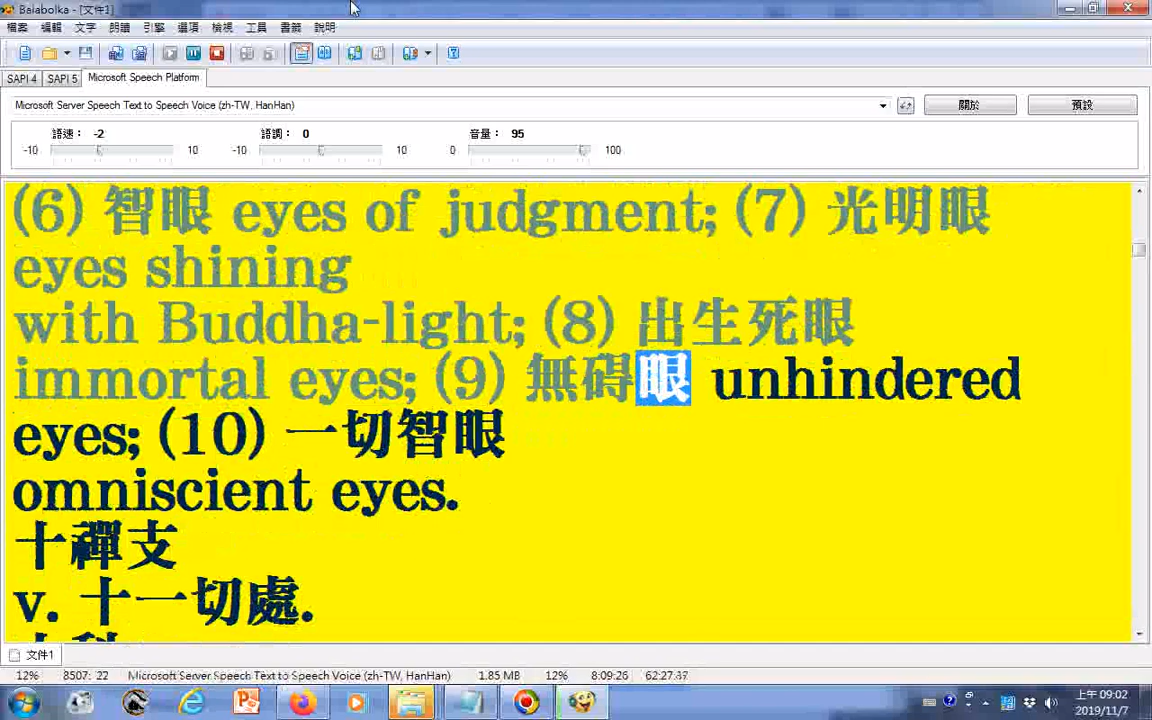 Balabolka - [文件1]
檔案 編輯 文字 朗讀 引擎 選項 檢視 工具 書籤 說明
SAPI 4 SAPI 5 Microsoft Speech Platform
Microsoft Server Speech Text to Speech Voice (zh-TW, HanHan) 關於 預設
語速： -2 語調： 0 音量： 95
-10 10 -10 10 0 100
(6) 智眼 eyes of judgment; (7) 光明眼
eyes shining
with Buddha-light; (8) 出生死眼
immortal eyes; (9) 無碍眼 unhindered
eyes; (10) 一切智眼
omniscient eyes.
十禪支
v. 十一切處.
文件1
12% 8507: 22 Microsoft Server Speech Text to Speech Voice (zh-TW, HanHan) 1.85 MB 12% 8:09:26 62:27:37
上午 09:02
2019/11/7